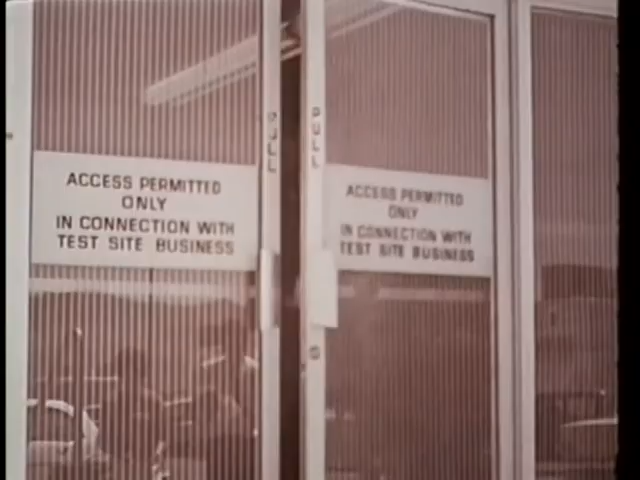 PULL
PULL
ACCESS PERMITTED
ONLY
IN CONNECTION WITH
TEST SITE BUSINESS
ACCESS PERMITTED
ONLY
IN CONNECTION WITH
TEST SITE BUSINESS